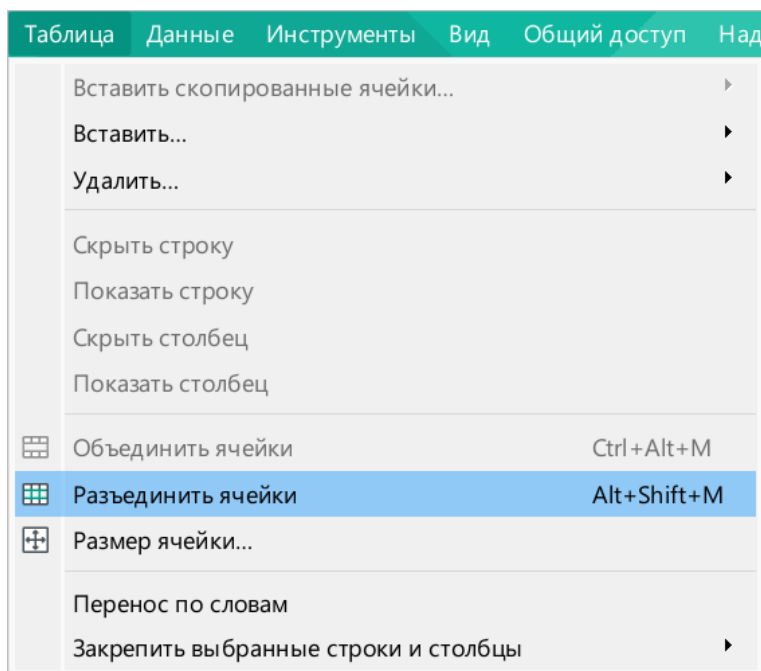 Таблица Данные Инструменты Вид Общий доступ Над
Вставить скопированные ячейки...
Вставить...
Удалить...
Скрыть строку
Показать строку
Скрыть столбец
Показать столбец
Объединить ячейки Ctrl+Alt+M
Разъединить ячейки Alt+Shift+M
Размер ячейки...
Перенос по словам
Закрепить выбранные строки и столбцы